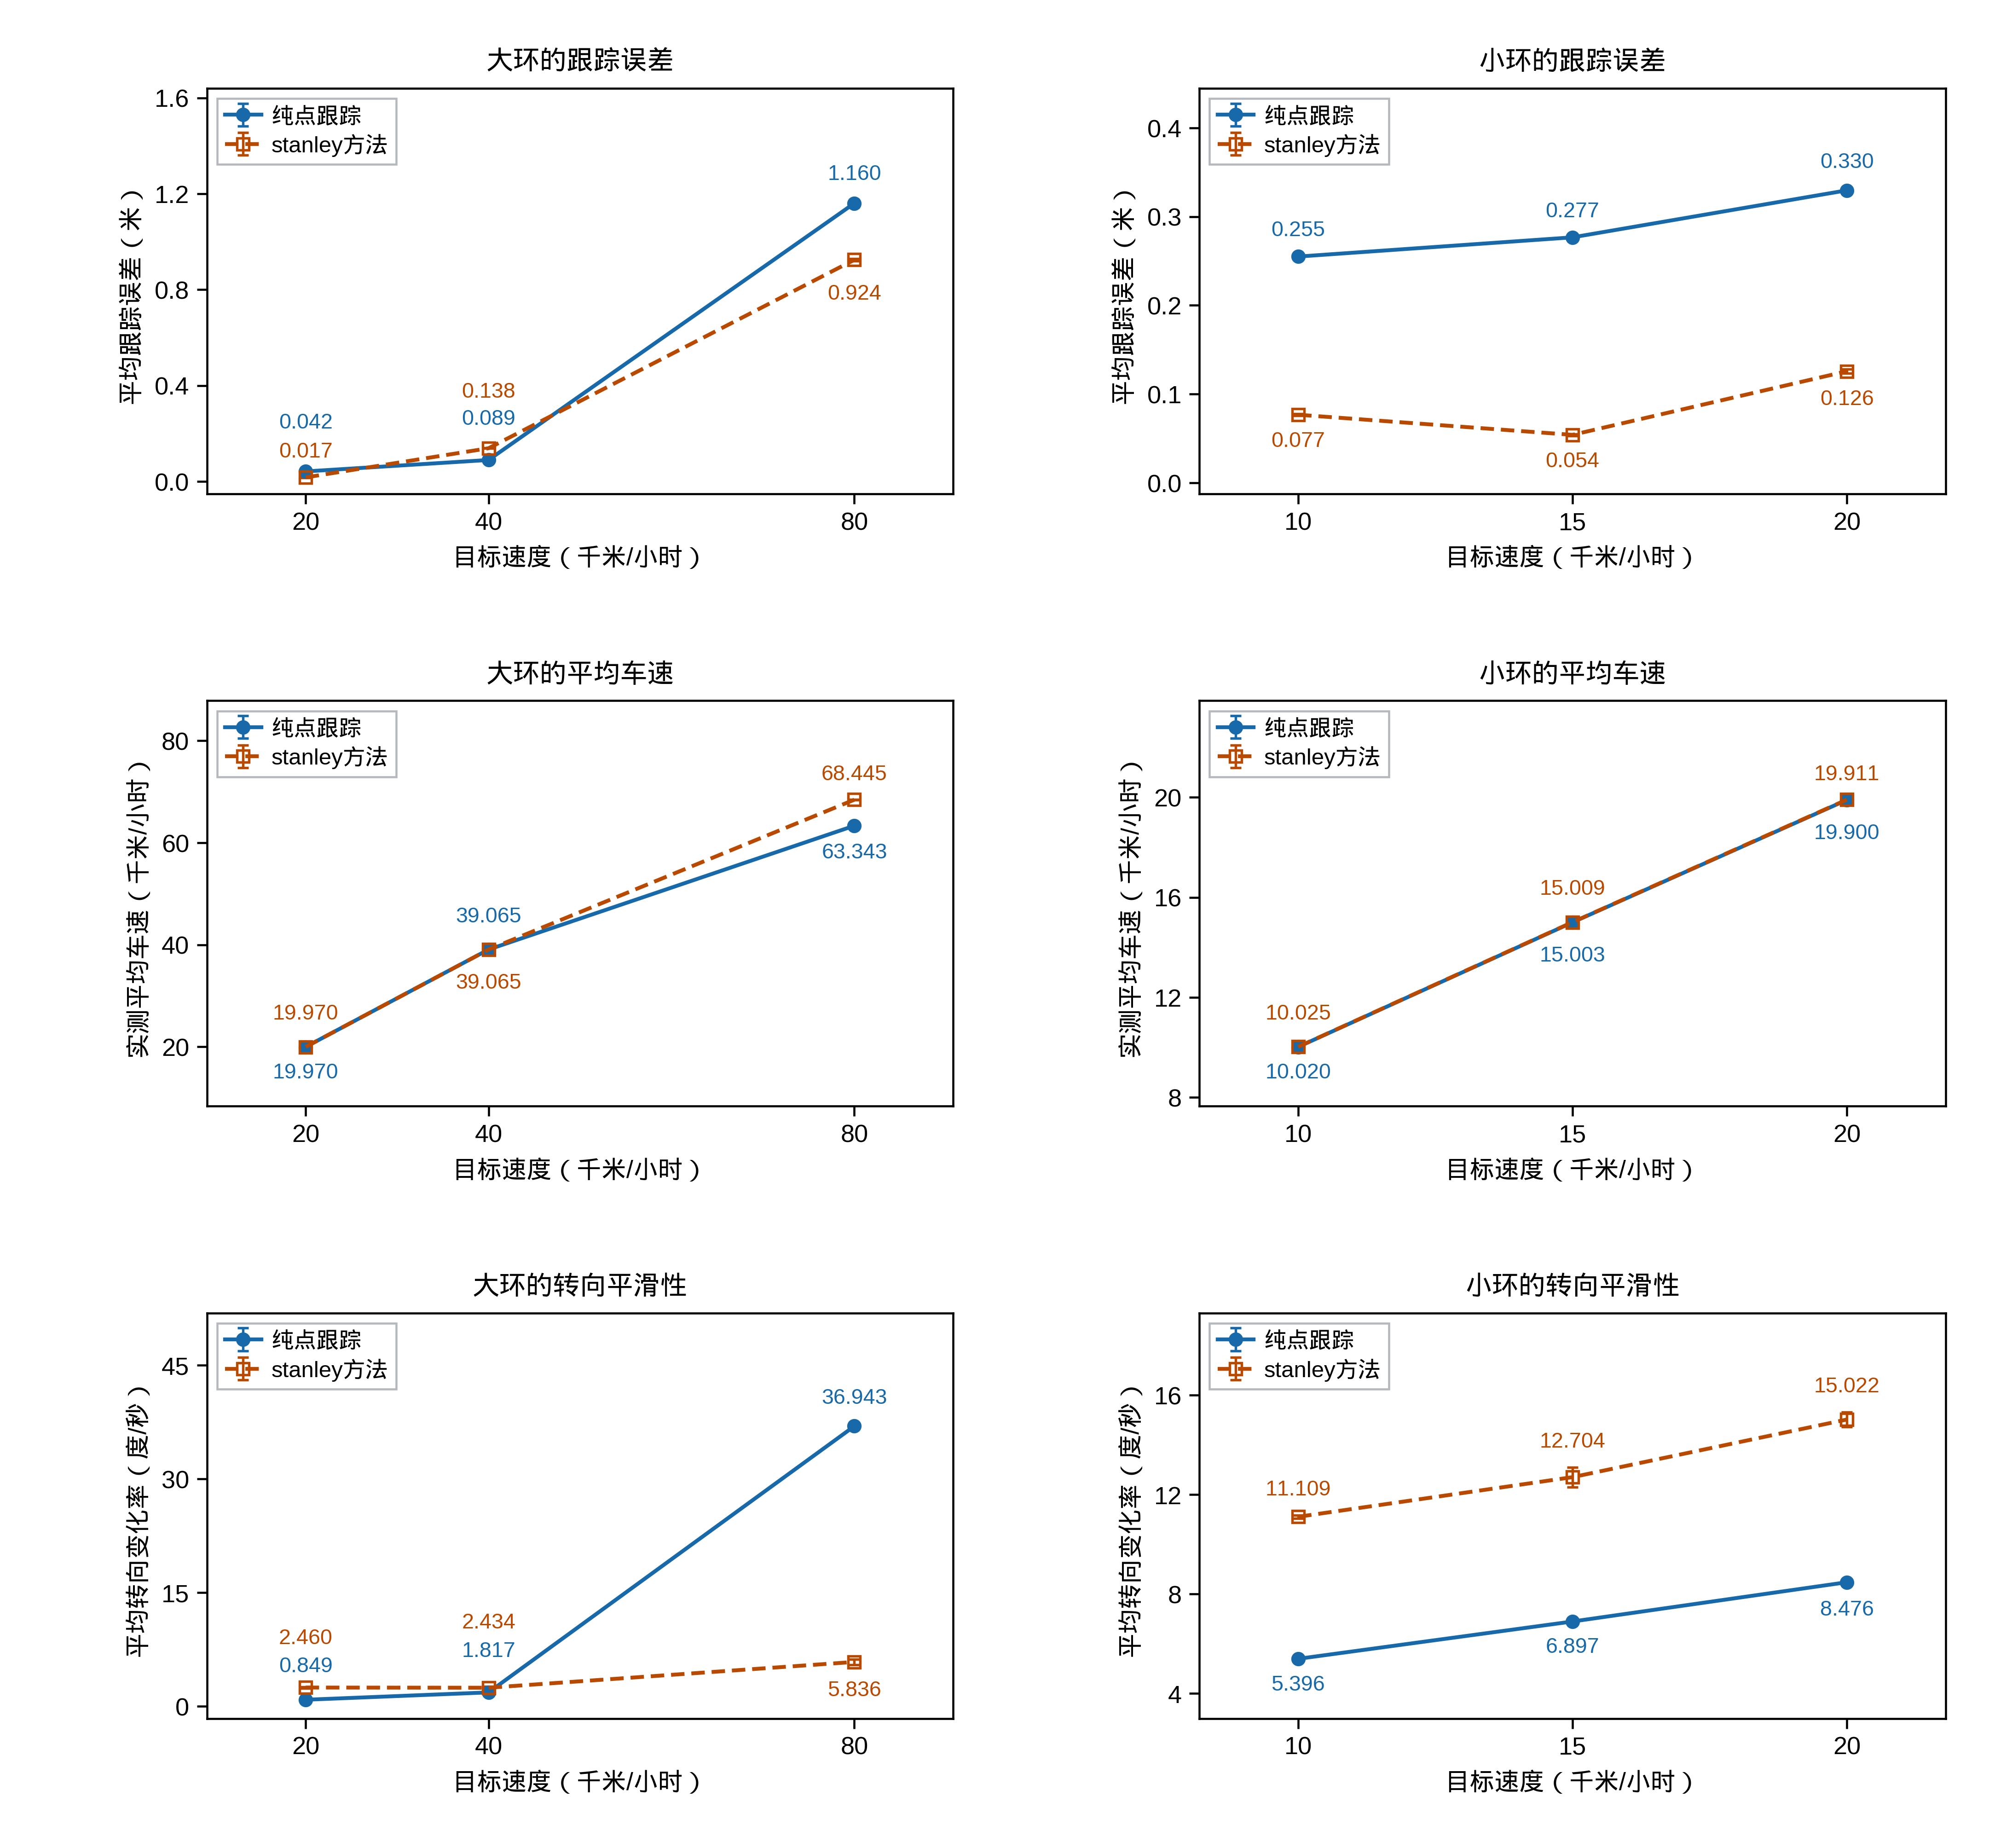 大环的跟踪误差
纯点跟踪
stanley方法
1.6
1.2
0.8
0.4
0.0
平均跟踪误差（米）
1.160
0.924
0.138
0.089
0.042
0.017
20
40
80
目标速度（千米/小时）
小环的跟踪误差
纯点跟踪
stanley方法
0.4
0.3
0.2
0.1
0.0
平均跟踪误差（米）
0.330
0.277
0.255
0.126
0.077
0.054
10
15
20
目标速度（千米/小时）
大环的平均车速
纯点跟踪
stanley方法
80
60
40
20
实测平均车速（千米/小时）
68.445
63.343
39.065
39.065
19.970
19.970
20
40
80
目标速度（千米/小时）
小环的平均车速
纯点跟踪
stanley方法
20
16
12
8
实测平均车速（千米/小时）
19.911
19.900
15.009
15.003
10.025
10.020
10
15
20
目标速度（千米/小时）
大环的转向平滑性
纯点跟踪
stanley方法
45
30
15
0
平均转向变化率（度/秒）
36.943
2.460
0.849
2.434
1.817
5.836
20
40
80
目标速度（千米/小时）
小环的转向平滑性
纯点跟踪
stanley方法
16
12
8
4
平均转向变化率（度/秒）
15.022
12.704
11.109
8.476
6.897
5.396
10
15
20
目标速度（千米/小时）